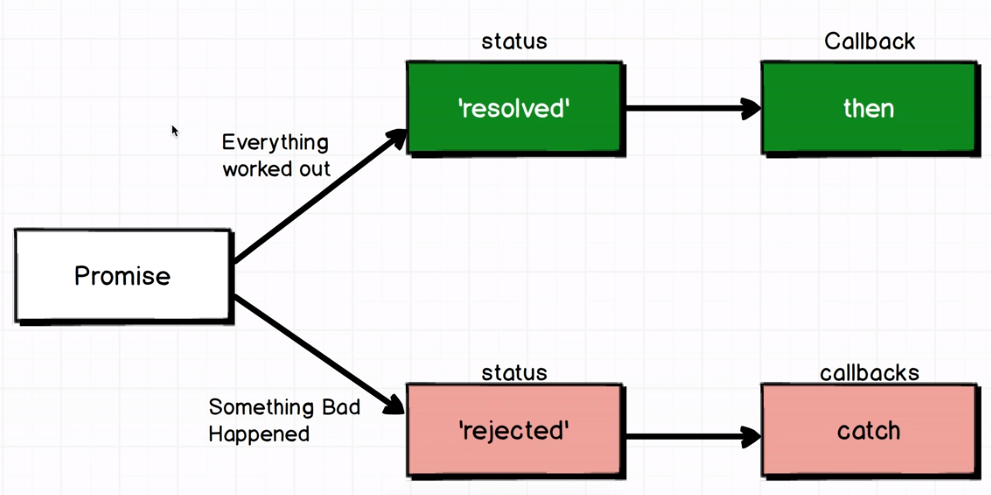 status
Callback
'resolved'
then
Everything
worked out
Promise
status
callbacks
Something Bad
Happened
'rejected'
catch